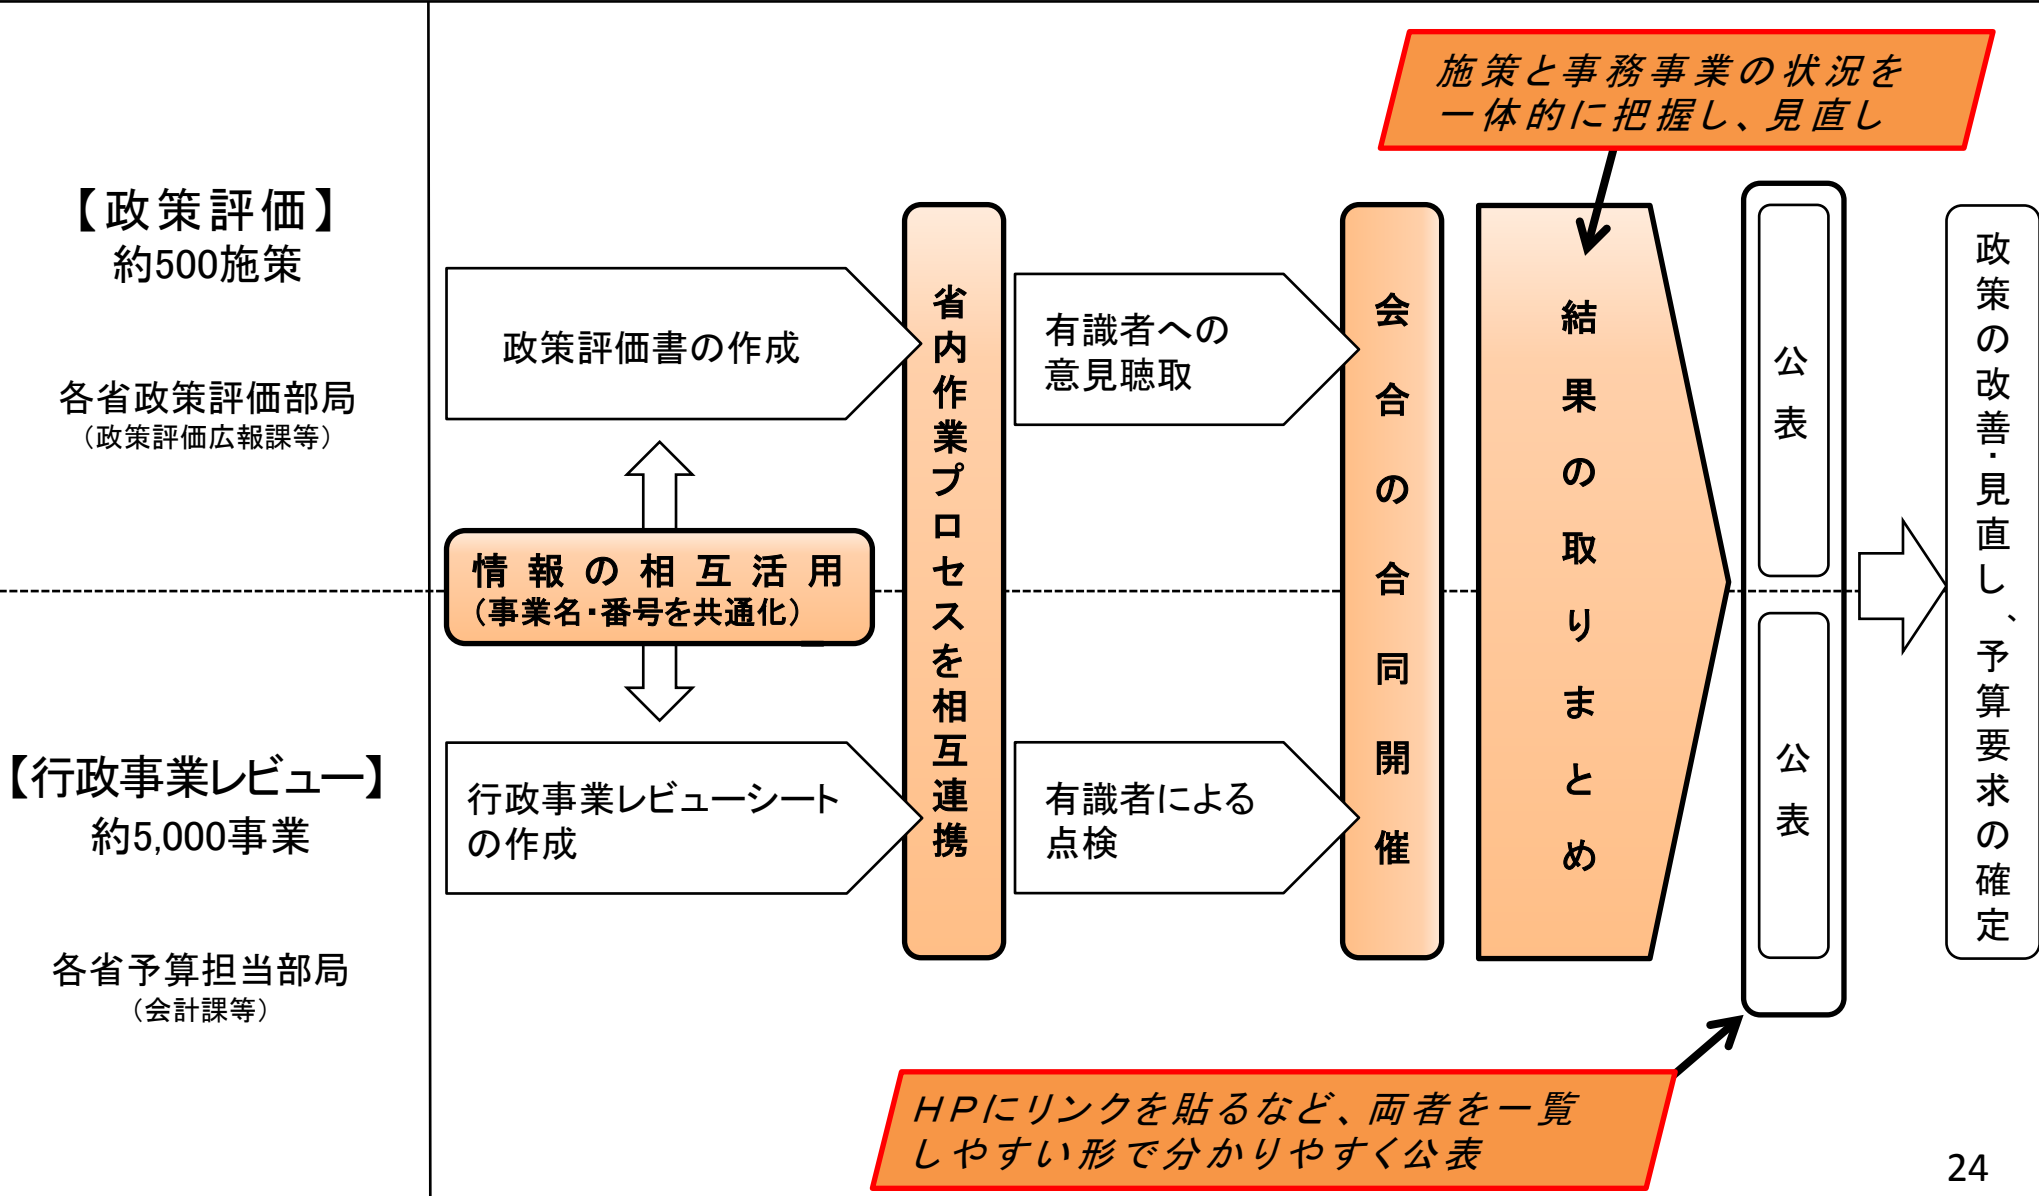 施策と事務事業の状況を
一体的に把握し、見直し
【政策評価】
約500施策
各省政策評価部局
（政策評価広報課等）
政策評価書の作成
情報の相互活用
（事業名・番号を共通化）
【行政事業レビュー】
約5,000事業
各省予算担当部局
（会計課等）
行政事業レビューシート
の作成
省内作業プロセスを相互連携
有識者への
意見聴取
有識者による
点検
会合の合同開催
結果の取りまとめ
公表
公表
政策の改善・見直し、予算要求の確定
ＨＰにリンクを貼るなど、両者を一覧
しやすい形で分かりやすく公表
24